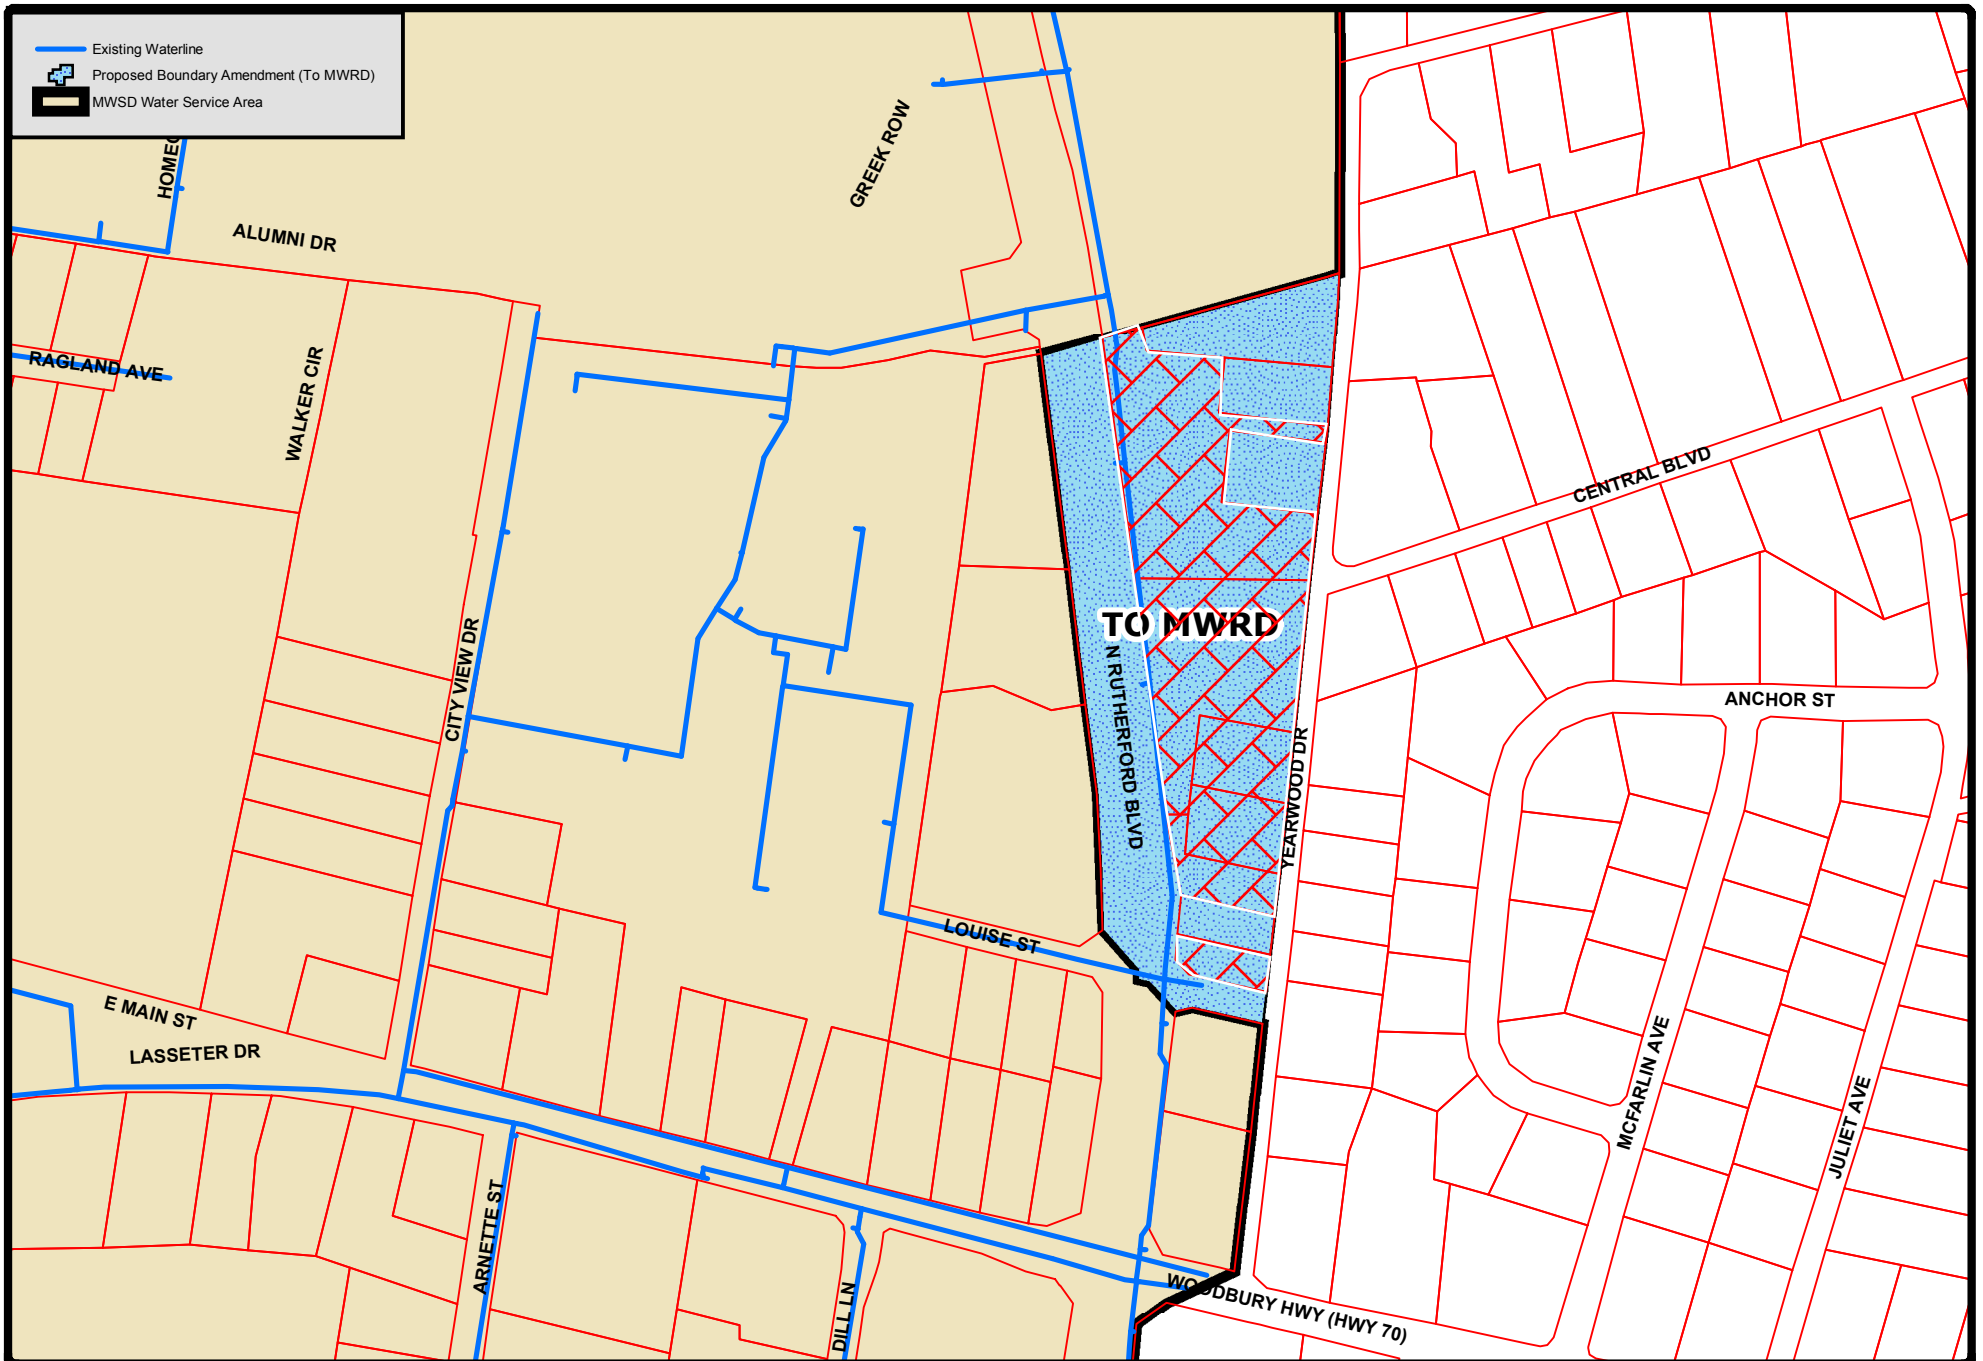 Existing Waterline
Proposed Boundary Amendment (To MWRD)
MWSD Water Service Area
GREEK ROW
ALUMNI DR
RAGLAND AVE
WALKER CIR
CENTRAL BLVD
TO MWRD
CITY VIEW DR
N RUTHERFORD BLVD
ANCHOR ST
YEARWOOD DR
LOUISE ST
E MAIN ST
LASSETER DR
MCFARLIN AVE
JULIET AVE
ARNETTE ST
DILL LN
WOODBURY HWY (HWY 70)